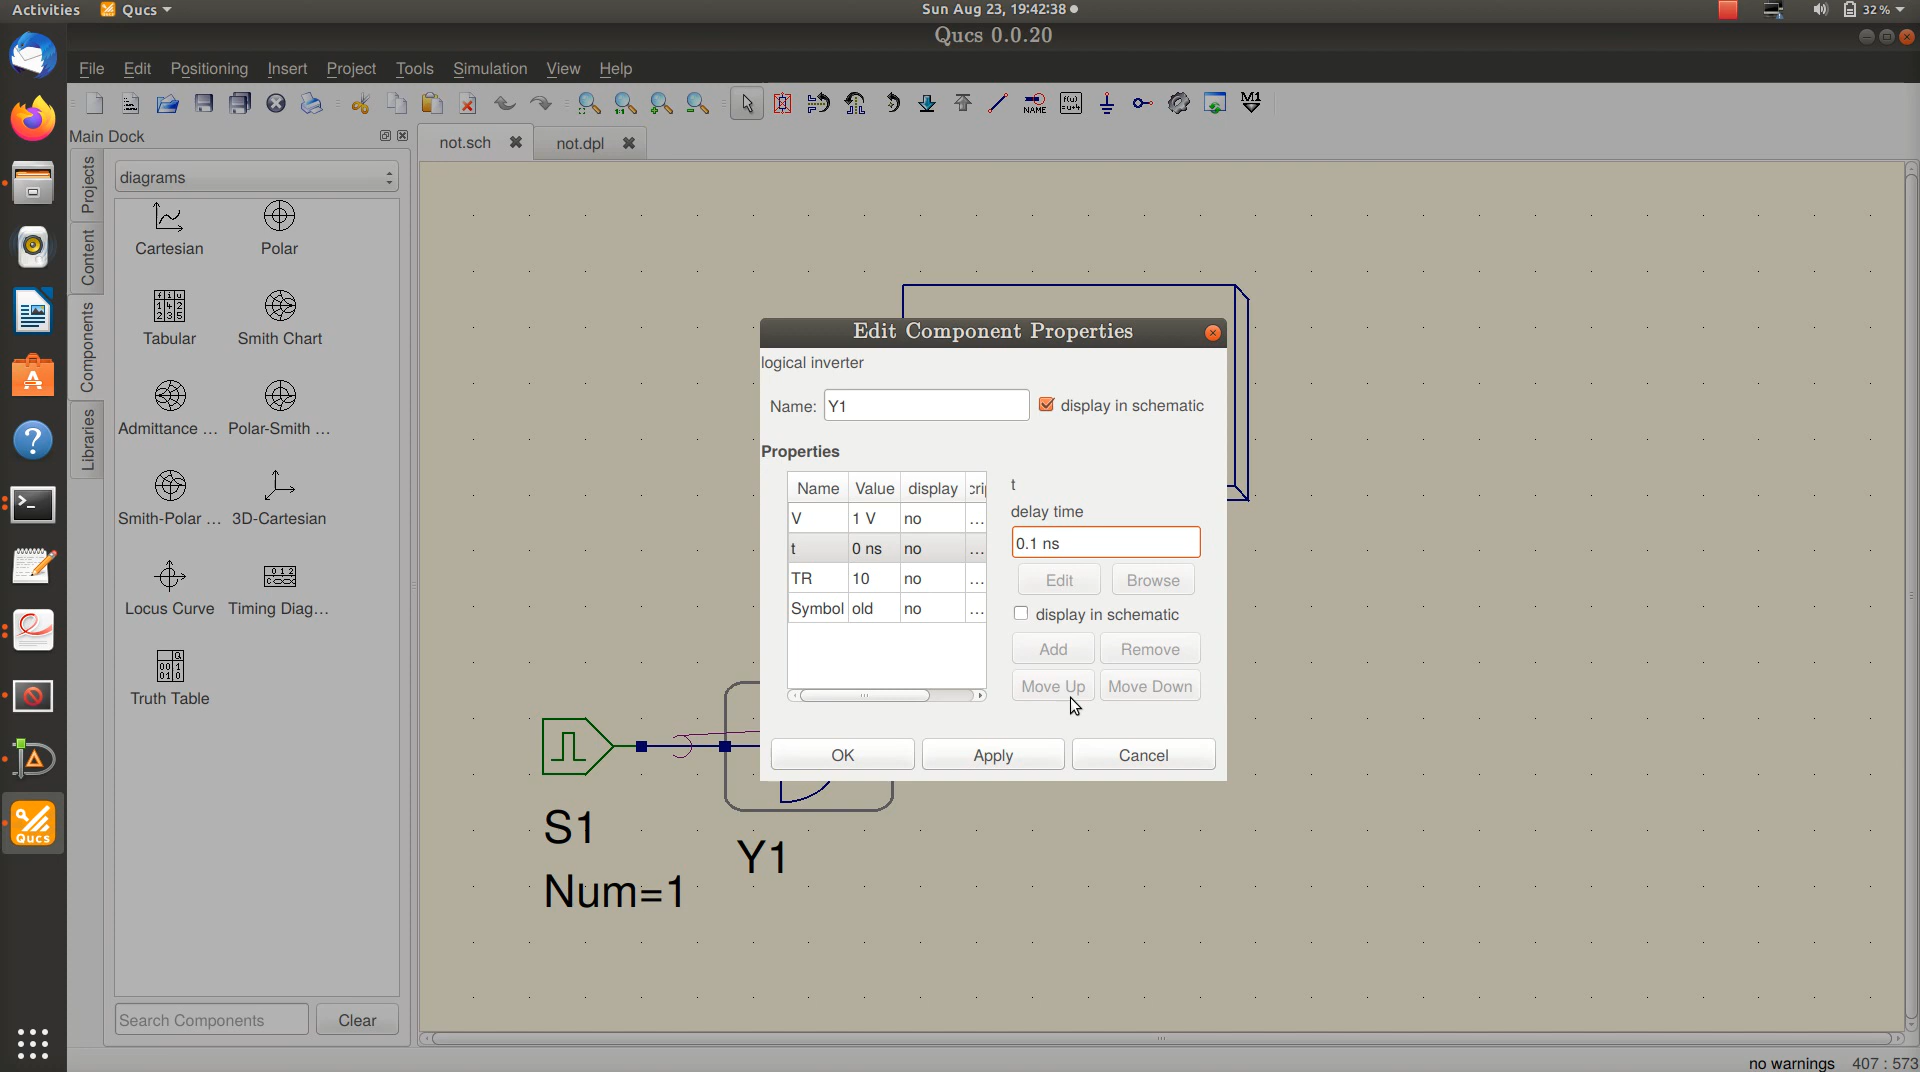 Activities
Qucs
Sun Aug 23, 19:42:38
32%
Qucs 0.0.20
File Edit Positioning Insert Project Tools Simulation View Help
NAME
M1
Main Dock
not.sch
not.dpl
Projects
Content
Components
Libraries
diagrams
Cartesian
Polar
Tabular
Smith Chart
Admittance ...
Polar-Smith ...
Smith-Polar ...
3D-Cartesian
Locus Curve
Timing Diag...
Truth Table
Search Components
Clear
Edit Component Properties
logical inverter
Name: Y1
display in schematic
Properties
Name Value display
V 1 V no ...
t 0 ns no ...
TR 10 no ...
Symbol old no ...
t
delay time
0.1 ns
Edit Browse
display in schematic
Add Remove
Move Up Move Down
OK Apply Cancel
S1
Num=1
Y1
Qucs
no warnings 407 : 573